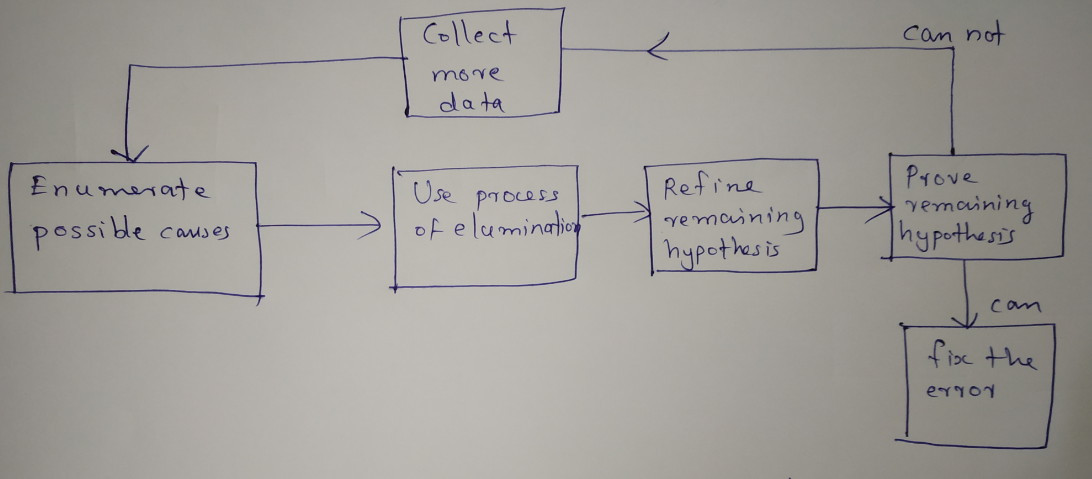 Collect
more
data
can not
Enumerate
possible causes
Use process
of elumination
Refine
remaining
hypothesis
Prove
remaining
hypothesis
can
fix the
error